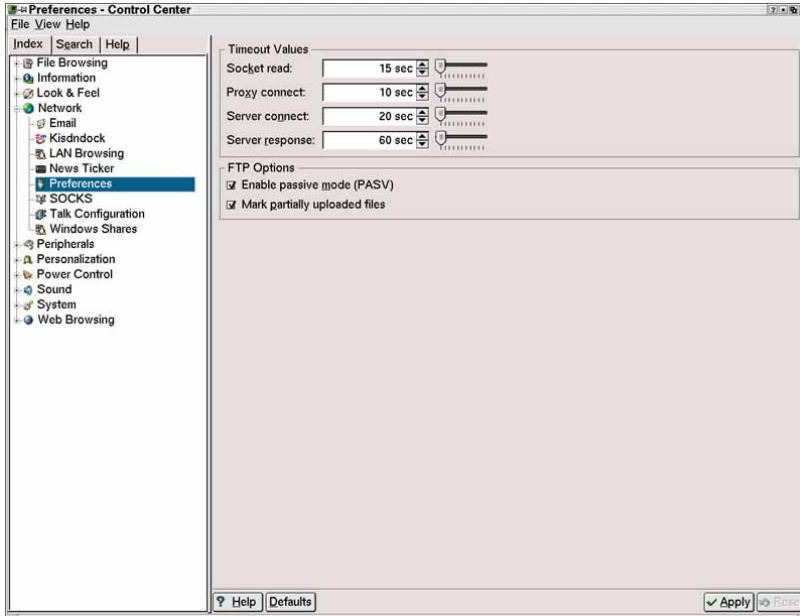 Preferences - Control Center
File View Help
Index Search Help
File Browsing
Information
Look & Feel
Network
Email
Kisdndock
LAN Browsing
News Ticker
Preferences
SOCKS
Talk Configuration
Windows Shares
Peripherals
Personalization
Power Control
Sound
System
Web Browsing
Timeout Values
Socket read: 15 sec
Proxy connect: 10 sec
Server connect: 20 sec
Server response: 60 sec
FTP Options
Enable passive mode (PASV)
Mark partially uploaded files
? Help Defaults Apply